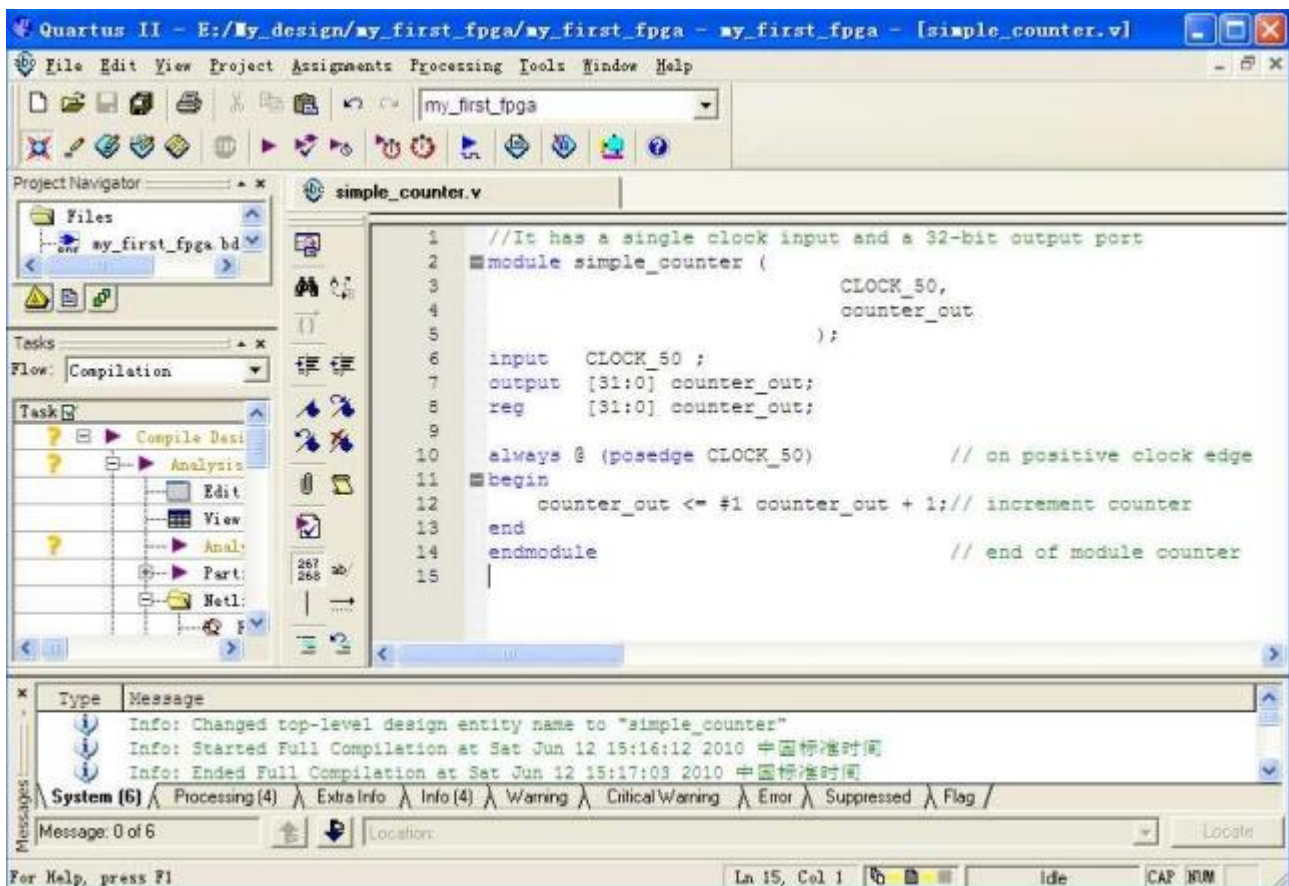 Quartus II - E:/My_design/my_first_fpga/my_first_fpga - my_first_fpga - [simple_counter.v]
File Edit View Project Assignments Processing Tools Window Help
my_first_fpga
Project Navigator
simple_counter.v
Files
my_first_fpga.bd
Tasks
Flow: Compilation
Task
Compile Desi
Analysis
Edit
View
Analy
Part:
Netl:
267
268
ab/
1 //It has a single clock input and a 32-bit output port
2 module simple_counter (
3 CLOCK_50,
4 counter_out
5 );
6 input CLOCK_50 ;
7 output [31:0] counter_out;
8 reg [31:0] counter_out;
9
10 always @ (posedge CLOCK_50) // on positive clock edge
11 begin
12 counter_out <= #1 counter_out + 1;// increment counter
13 end
14 endmodule // end of module counter
15
Type Message
Info: Changed top-level design entity name to "simple_counter"
Info: Started Full Compilation at Sat Jun 12 15:16:12 2010 中国标准时间
Info: Ended Full Compilation at Sat Jun 12 15:17:03 2010 中国标准时间
System (6) Processing (4) Extra Info Info (4) Warning Critical Warning Error Suppressed Flag
Messages
Message: 0 of 6 Location: Locate
For Help, press F1 Ln 15, Col 1 Idle CAP NUM